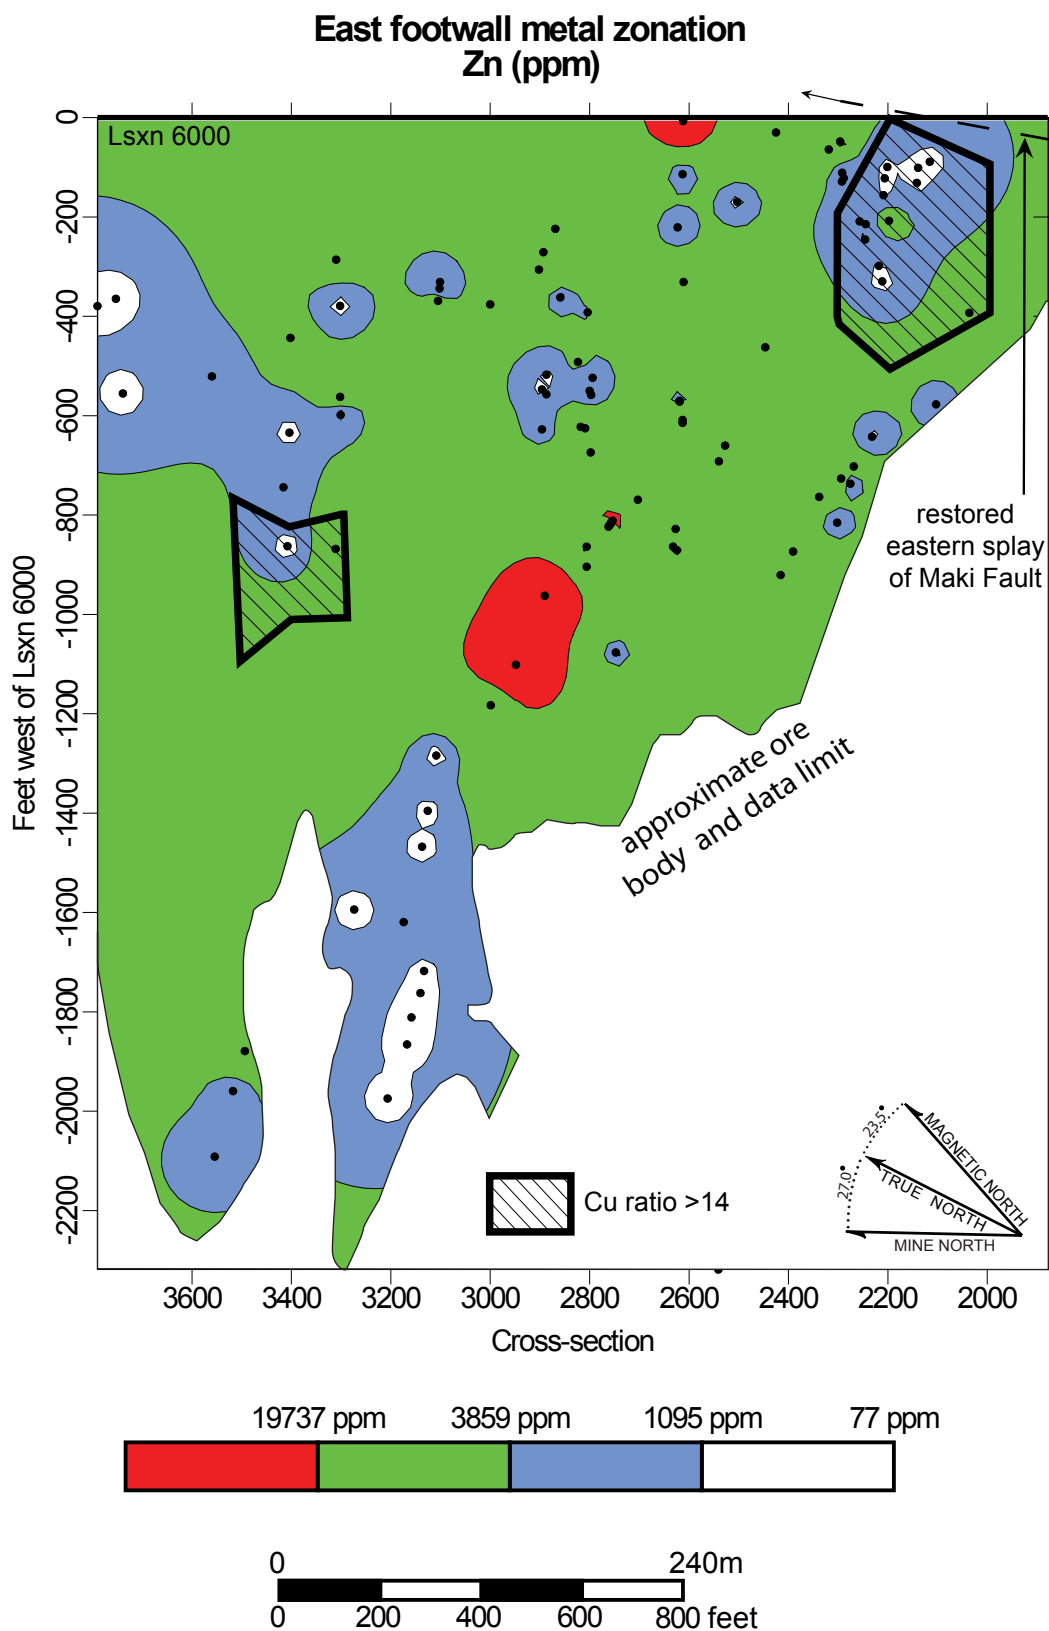 East footwall metal zonation
Zn (ppm)
Lsxn 6000
0
-200
-400
-600
-800
-1000
-1200
-1400
-1600
-1800
-2000
-2200
Feet west of Lsxn 6000
restored
eastern splay
of Maki Fault
approximate ore
body and data limit
23.5°
27.0°
MAGNETIC NORTH
TRUE NORTH
MINE NORTH
Cu ratio >14
3600 3400 3200 3000 2800 2600 2400 2200 2000
Cross-section
19737 ppm 3859 ppm 1095 ppm 77 ppm
0 240m
0 200 400 600 800 feet